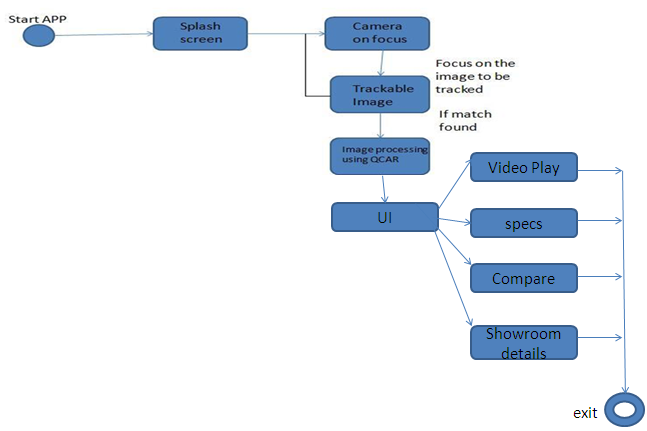 Start APP
Splash
screen
Camera
on focus
Focus on the
image to be
tracked
Trackable
Image
If match
found
Image processing
using QCAR
Video Play
UI
specs
Compare
Showroom
details
exit